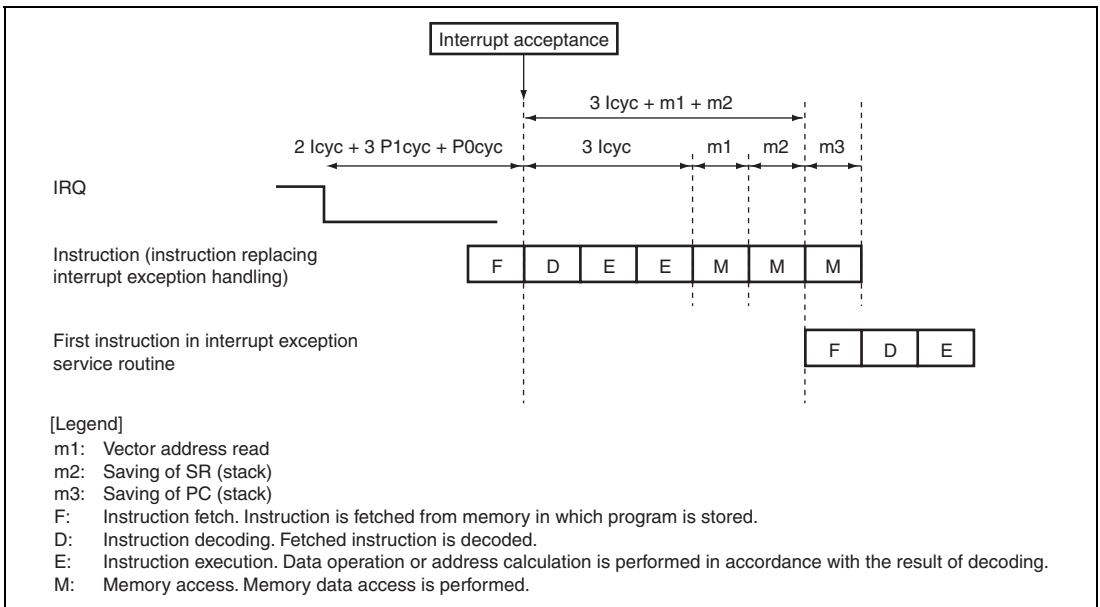 Interrupt acceptance
3 Icyc + m1 + m2
2 Icyc + 3 P1cyc + P0cyc
3 Icyc
m1
m2
m3
IRQ
Instruction (instruction replacing
interrupt exception handling)
F D E E M M M
First instruction in interrupt exception
service routine
F D E
[Legend]
m1: Vector address read
m2: Saving of SR (stack)
m3: Saving of PC (stack)
F: Instruction fetch. Instruction is fetched from memory in which program is stored.
D: Instruction decoding. Fetched instruction is decoded.
E: Instruction execution. Data operation or address calculation is performed in accordance with the result of decoding.
M: Memory access. Memory data access is performed.